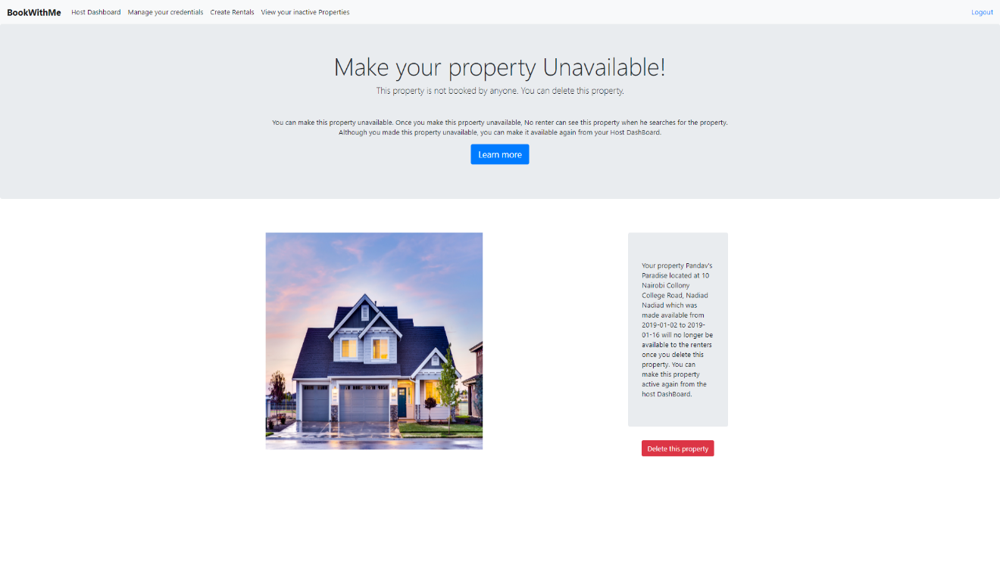 BookWithMe Host Dashboard Manage your credentials Create Rentals View your inactive Properties Logout
Make your property Unavailable!
This property is not booked by anyone. You can delete this property.
You can make this property unavailable. Once you make this prpoerty unavailable, No renter can see this property when he searches for the property.
Although you made this property unavailable, you can make it available again from your Host DashBoard.
Learn more
Your property Pandav's
Paradise located at 10
Nairobi Collony
College Road, Nadiad
Nadiad which was
made available from
2019-01-02 to 2019-
01-16 will no longer be
available to the renters
once you delete this
property. You can
make this property
active again from the
host DashBoard.
Delete this property